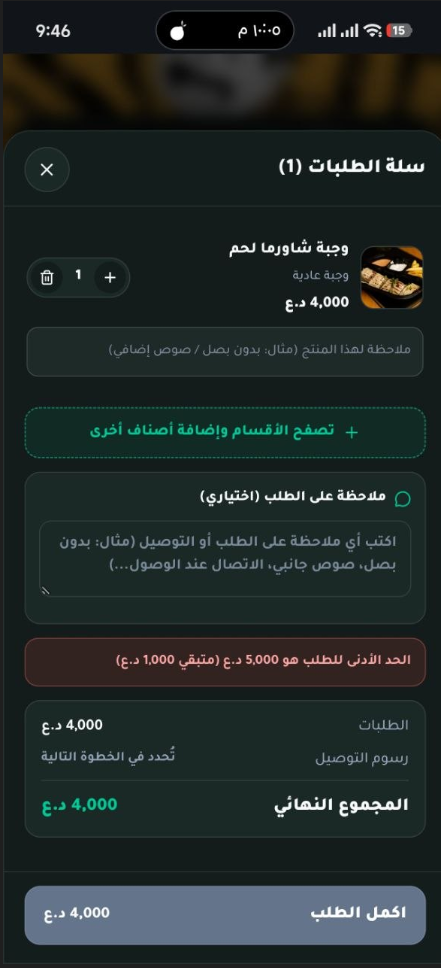 9:46
١٠:٠٥ م
15
سلة الطلبات (1)
وجبة شاورما لحم
وجبة عادية
4,000 د.ع
1
ملاحظة لهذا المنتج (مثال: بدون بصل / صوص إضافي)
+ تصفح الأقسام وإضافة أصناف أخرى
ملاحظة على الطلب (اختياري)
اكتب أي ملاحظة على الطلب أو التوصيل (مثال: بدون
بصل، صوص جانبي، الاتصال عند الوصول...)
الحد الأدنى للطلب هو 5,000 د.ع (متبقي 1,000 د.ع)
الطلبات 4,000 د.ع
رسوم التوصيل تُحدد في الخطوة التالية
المجموع النهائي 4,000 د.ع
اكمل الطلب 4,000 د.ع